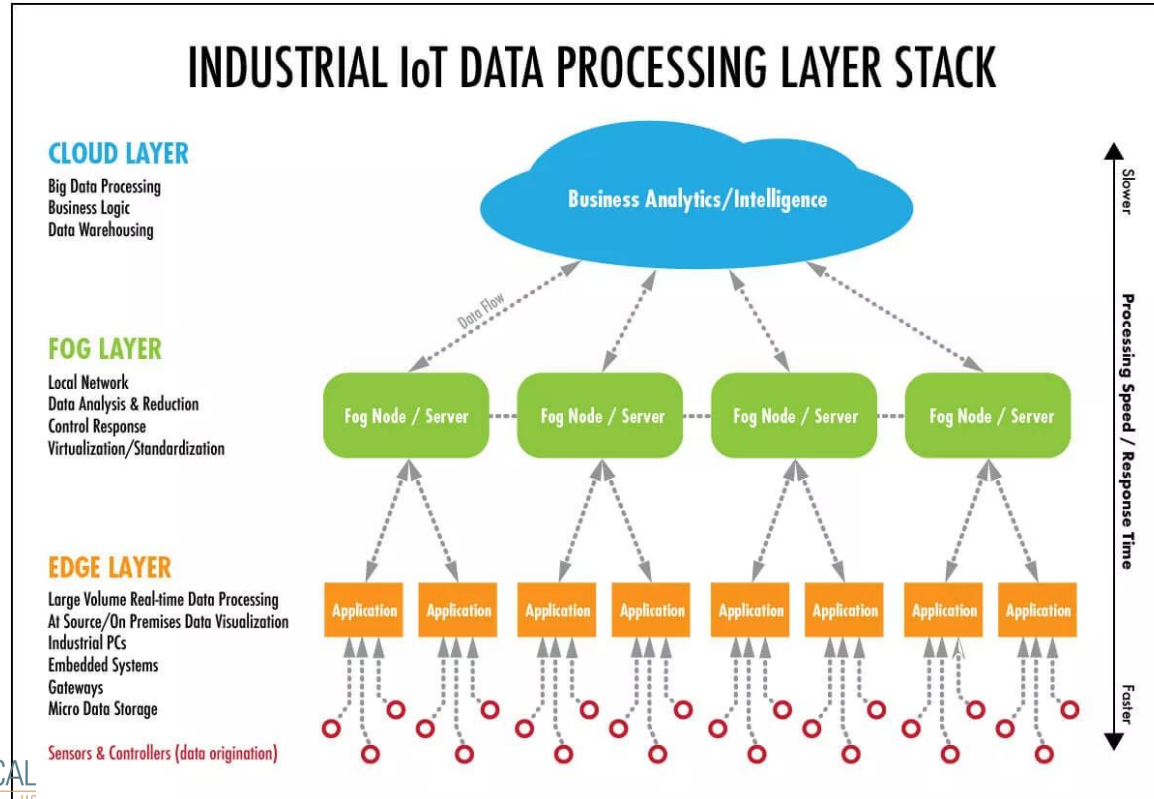 INDUSTRIAL IoT DATA PROCESSING LAYER STACK
CLOUD LAYER
Big Data Processing
Business Logic
Data Warehousing
Business Analytics/Intelligence
Slower
Data Flow
Processing Speed / Response Time
FOG LAYER
Local Network
Data Analysis & Reduction
Control Response
Virtualization/Standardization
Fog Node / Server
Fog Node / Server
Fog Node / Server
Fog Node / Server
EDGE LAYER
Large Volume Real-time Data Processing
At Source/On Premises Data Visualization
Industrial PCs
Embedded Systems
Gateways
Micro Data Storage
Application
Application
Application
Application
Application
Application
Application
Application
Faster
Sensors & Controllers (data origination)
CAL